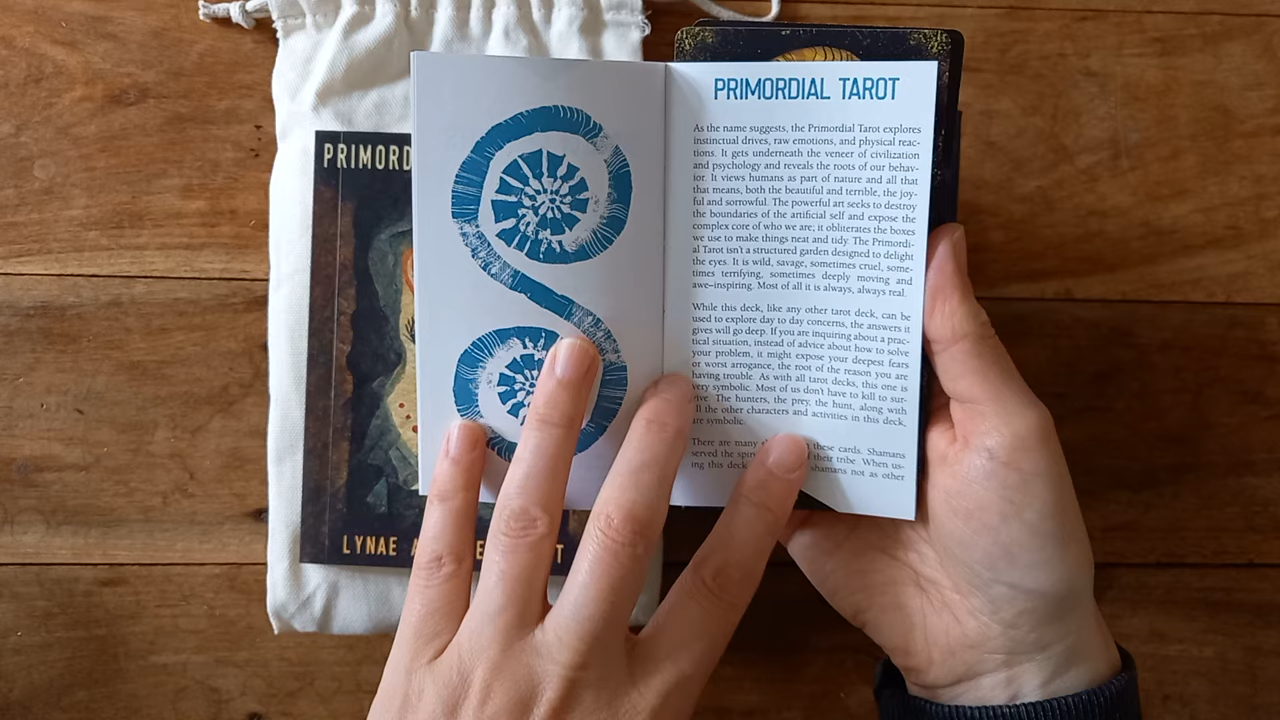 PRIMORD
LYNAE A
T
PRIMORDIAL TAROT
As the name suggests, the Primordial Tarot explores
instinctual drives, raw emotions, and physical reac-
tions. It gets underneath the veneer of civilization
and psychology and reveals the roots of our behav-
ior. It views humans as part of nature and all that
that means, both the beautiful and terrible, the joy-
ful and sorrowful. The powerful art seeks to destroy
the boundaries of the artificial self and expose the
complex core of who we are; it obliterates the boxes
we use to make things neat and tidy. The Primordi-
al Tarot isn't a structured garden designed to delight
the eyes. It is wild, savage, sometimes cruel, some-
times terrifying, sometimes deeply moving and
awe–inspiring. Most of all it is always, always real.
While this deck, like any other tarot deck, can be
used to explore day to day concerns, the answers it
gives will go deep. If you are inquiring about a prac-
tical situation, instead of advice about how to solve
your problem, it might expose your deepest fears
or worst arrogance, the root of the reason you are
having trouble. As with all tarot decks, this one is
very symbolic. Most of us don't have to kill to sur-
vive. The hunters, the prey, the hunt, along with
all the other characters and activities in this deck,
are symbolic.
There are many these cards. Shamans
served the their tribe. When us-
ing this deck shamans not as other